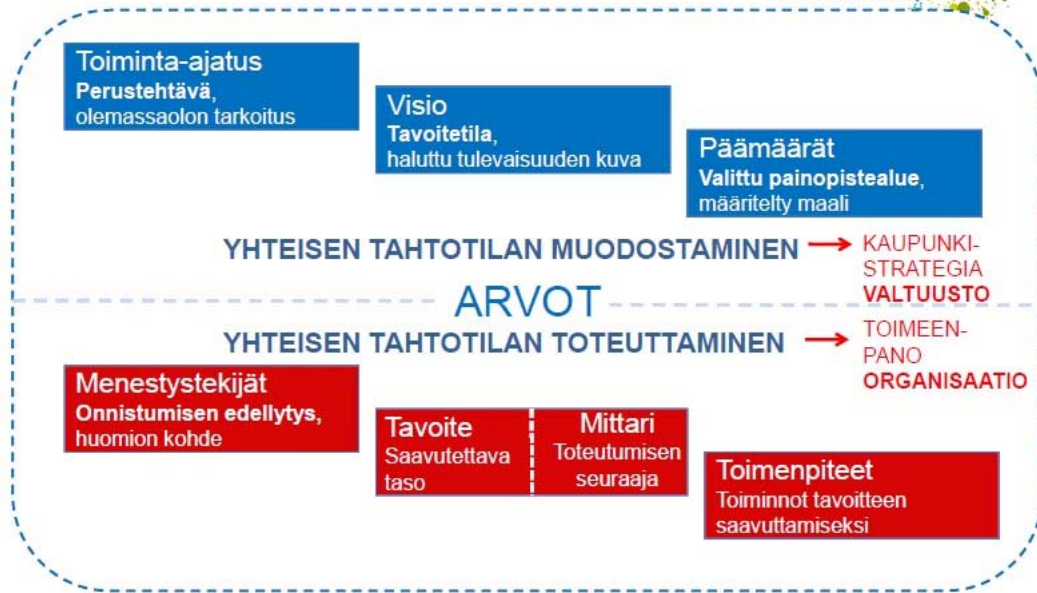 Toiminta-ajatus
Perustehtävä,
olemassaolon tarkoitus
Visio
Tavoitetila,
haluttu tulevaisuuden kuva
Päämäärät
Valittu painopistealue,
määritelty maali
YHTEISEN TAHTOTILAN MUODOSTAMINEN
KAUPUNKI-
STRATEGIA
VALTUUSTO
ARVOT
YHTEISEN TAHTOTILAN TOTEUTTAMINEN
TOIMEEN-
PANO
ORGANISAATIO
Menestystekijät
Onnistumisen edellytys,
huomion kohde
Tavoite
Saavutettava
taso
Mittari
Toteutumisen
seuraaja
Toimenpiteet
Toiminnot tavoitteen
saavuttamiseksi